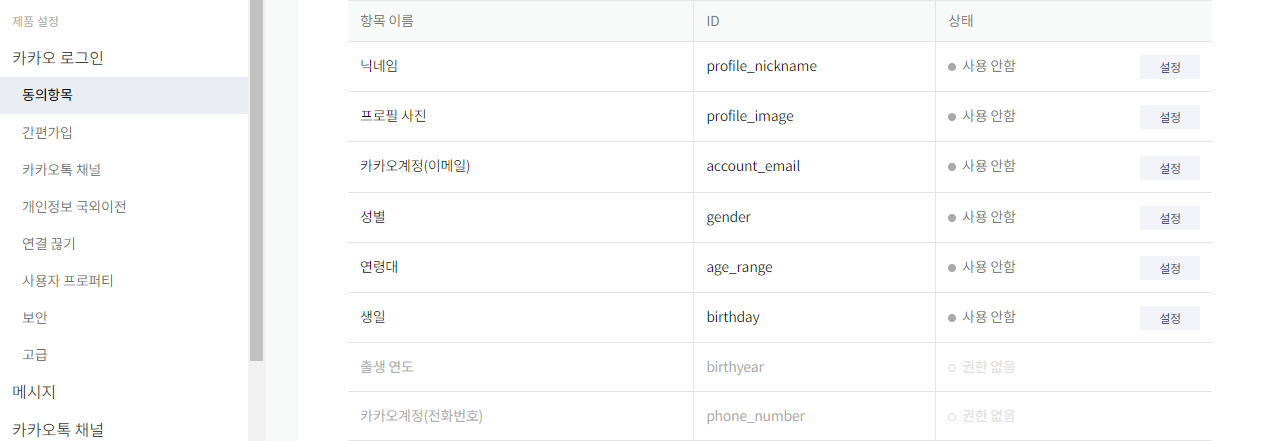 제품 설정
카카오 로그인
동의항목
간편가입
카카오톡 채널
개인정보 국외이전
연결 끊기
사용자 프로퍼티
보안
고급
메시지
카카오톡 채널
항목 이름 ID 상태
닉네임 profile_nickname 사용 안함 설정
프로필 사진 profile_image 사용 안함 설정
카카오계정(이메일) account_email 사용 안함 설정
성별 gender 사용 안함 설정
연령대 age_range 사용 안함 설정
생일 birthday 사용 안함 설정
출생 연도 birthyear 권한 없음
카카오계정(전화번호) phone_number 권한 없음